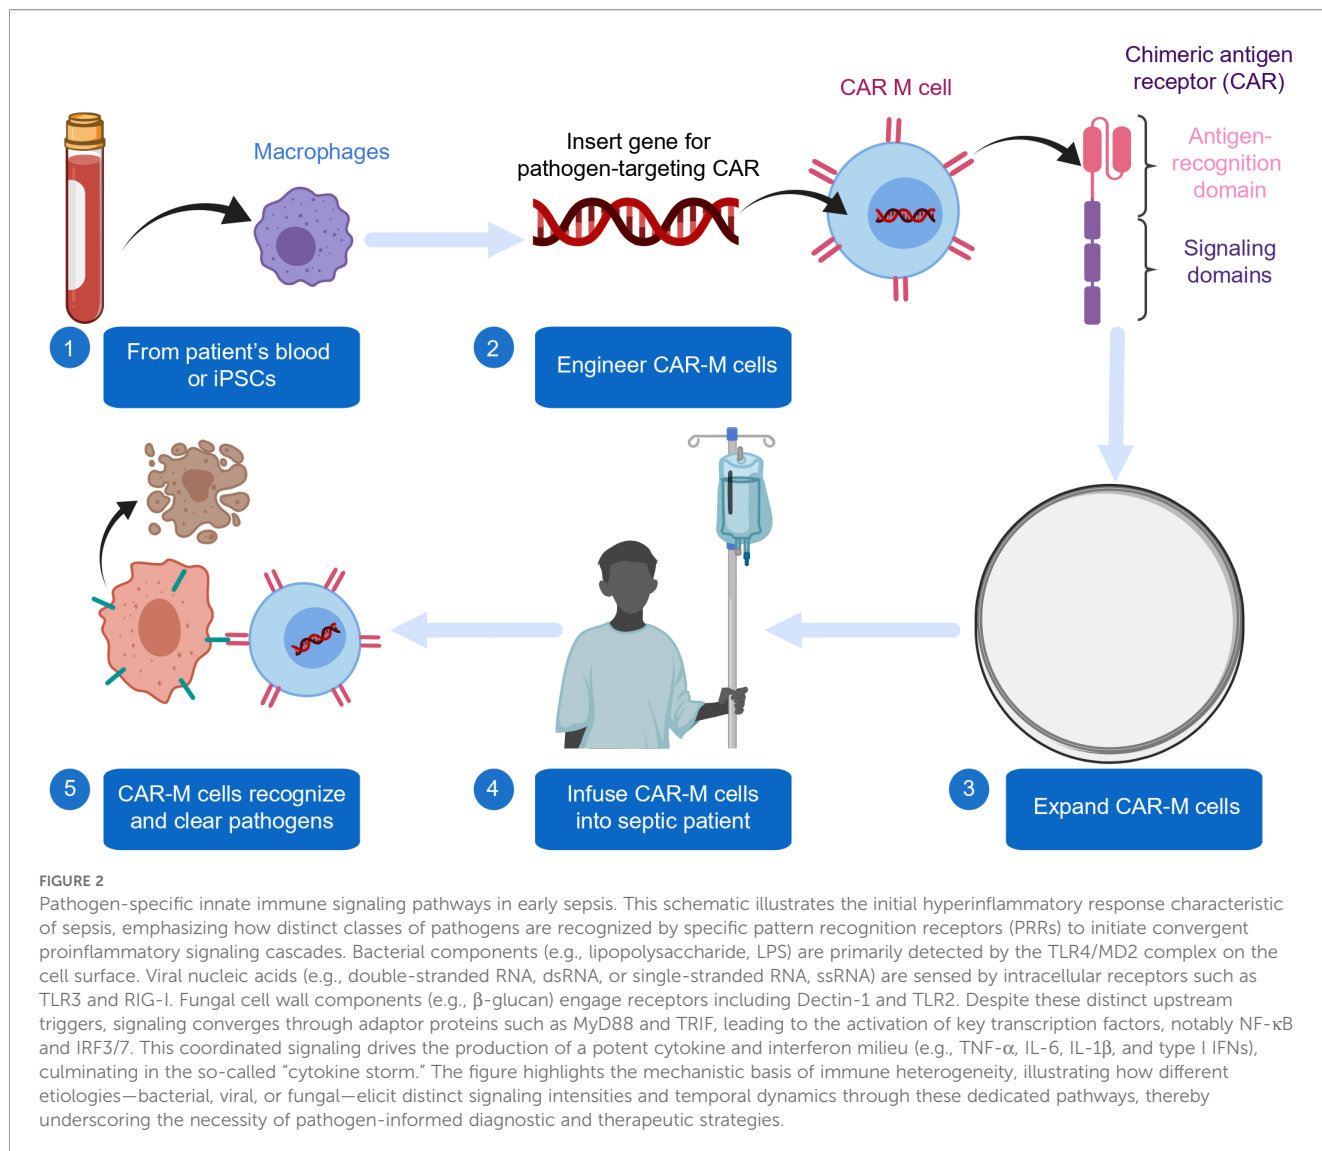 Chimeric antigen
receptor (CAR)
CAR M cell
Macrophages
Insert gene for
pathogen-targeting CAR
Antigen-
recognition
domain
Signaling
domains
1
From patient's blood
or iPSCs
2
Engineer CAR-M cells
5
CAR-M cells recognize
and clear pathogens
4
Infuse CAR-M cells
into septic patient
3
Expand CAR-M cells
FIGURE 2
Pathogen-specific innate immune signaling pathways in early sepsis. This schematic illustrates the initial hyperinflammatory response characteristic
of sepsis, emphasizing how distinct classes of pathogens are recognized by specific pattern recognition receptors (PRRs) to initiate convergent
proinflammatory signaling cascades. Bacterial components (e.g., lipopolysaccharide, LPS) are primarily detected by the TLR4/MD2 complex on the
cell surface. Viral nucleic acids (e.g., double-stranded RNA, dsRNA, or single-stranded RNA, ssRNA) are sensed by intracellular receptors such as
TLR3 and RIG-I. Fungal cell wall components (e.g., β-glucan) engage receptors including Dectin-1 and TLR2. Despite these distinct upstream
triggers, signaling converges through adaptor proteins such as MyD88 and TRIF, leading to the activation of key transcription factors, notably NF-κB
and IRF3/7. This coordinated signaling drives the production of a potent cytokine and interferon milieu (e.g., TNF-α, IL-6, IL-1β, and type I IFNs),
culminating in the so-called “cytokine storm.” The figure highlights the mechanistic basis of immune heterogeneity, illustrating how different
etiologies—bacterial, viral, or fungal—elicit distinct signaling intensities and temporal dynamics through these dedicated pathways, thereby
underscoring the necessity of pathogen-informed diagnostic and therapeutic strategies.